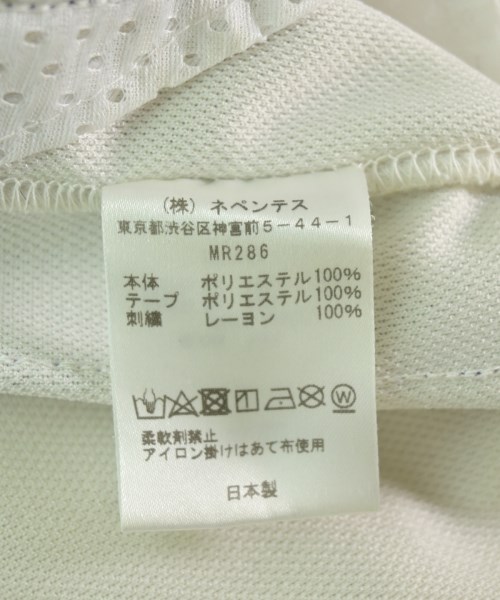 (株) ネペンテス
東京都渋谷区神宮前5-44-1
MR286
本体 ポリエステル100%
テープ ポリエステル100%
刺繍 レーヨン 100%
W
柔軟剤禁止
アイロン掛けはあて布使用
日本製